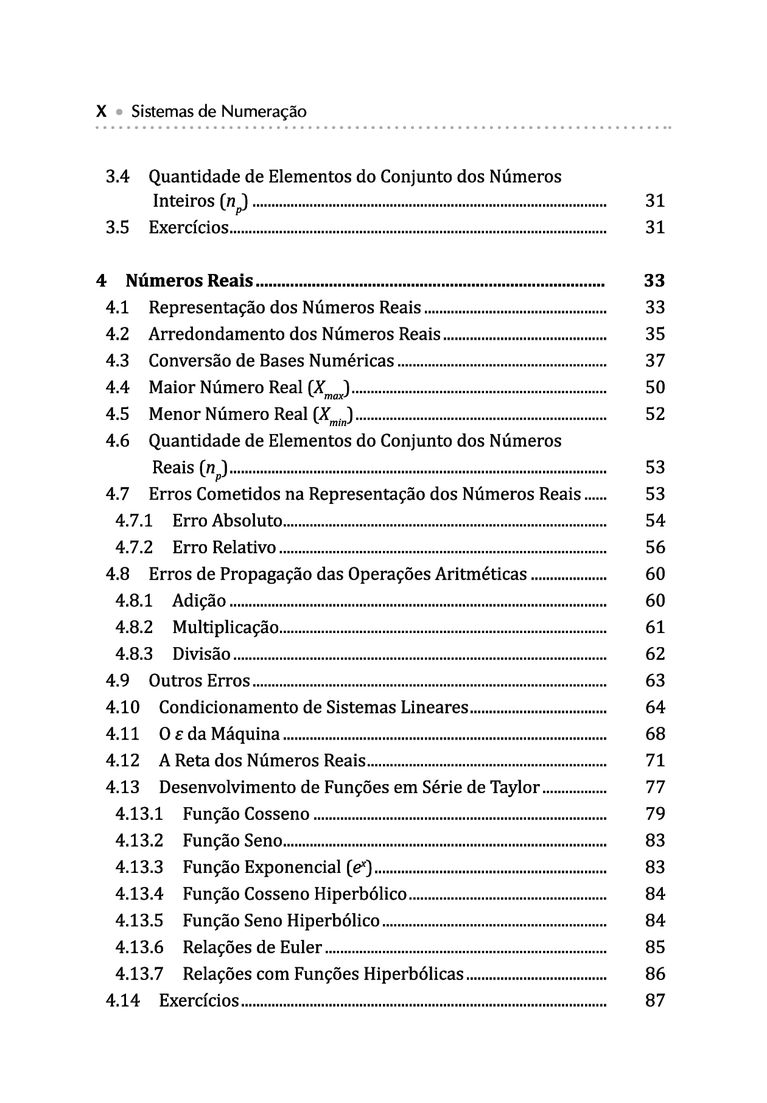 X • Sistemas de Numeração
3.4 Quantidade de Elementos do Conjunto dos Números
Inteiros (nₚ) ........ 31
3.5 Exercícios........ 31
4 Números Reais........ 33
4.1 Representação dos Números Reais........ 33
4.2 Arredondamento dos Números Reais........ 35
4.3 Conversão de Bases Numéricas........ 37
4.4 Maior Número Real (X_max)........ 50
4.5 Menor Número Real (X_min)........ 52
4.6 Quantidade de Elementos do Conjunto dos Números
Reais (nₚ)........ 53
4.7 Erros Cometidos na Representação dos Números Reais...... 53
4.7.1 Erro Absoluto........ 54
4.7.2 Erro Relativo........ 56
4.8 Erros de Propagação das Operações Aritméticas........ 60
4.8.1 Adição........ 60
4.8.2 Multiplicação........ 61
4.8.3 Divisão........ 62
4.9 Outros Erros........ 63
4.10 Condicionamento de Sistemas Lineares........ 64
4.11 O ε da Máquina........ 68
4.12 A Reta dos Números Reais........ 71
4.13 Desenvolvimento de Funções em Série de Taylor........ 77
4.13.1 Função Cosseno........ 79
4.13.2 Função Seno........ 83
4.13.3 Função Exponencial (eˣ)........ 83
4.13.4 Função Cosseno Hiperbólico........ 84
4.13.5 Função Seno Hiperbólico........ 84
4.13.6 Relações de Euler........ 85
4.13.7 Relações com Funções Hiperbólicas........ 86
4.14 Exercícios........ 87